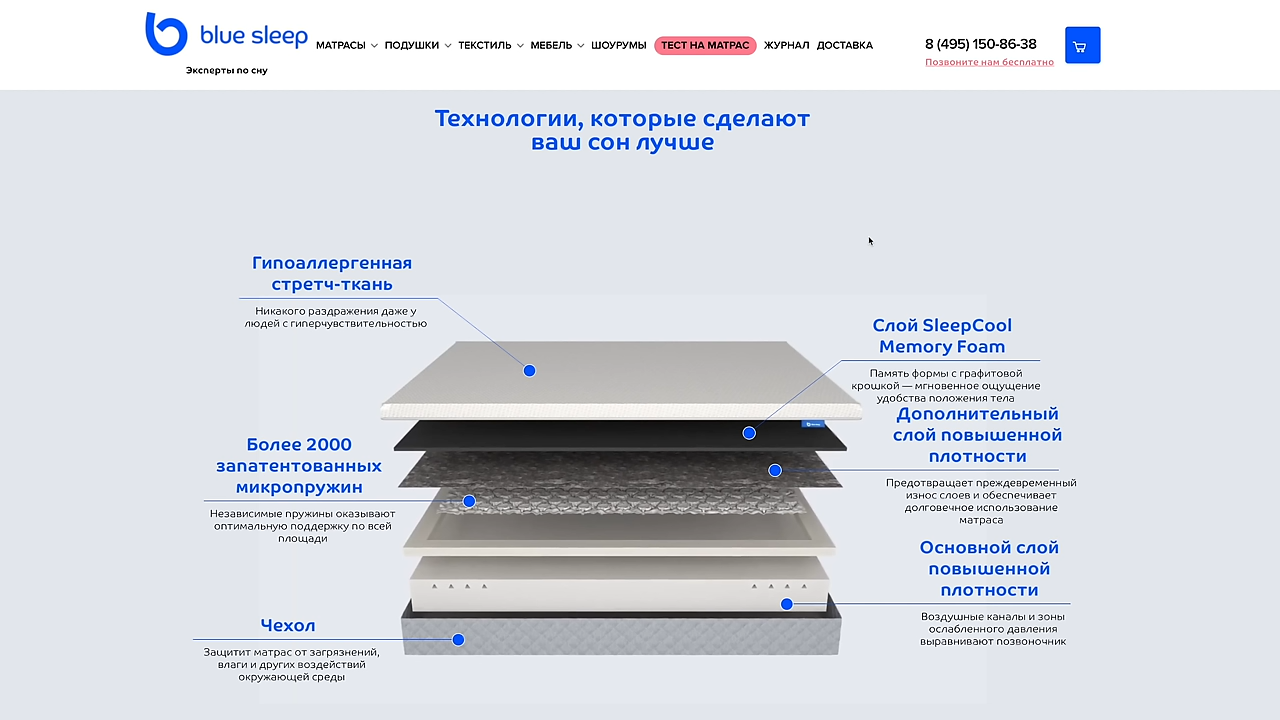 blue sleep
Эксперты по сну
МАТРАСЫ ПОДУШКИ ТЕКСТИЛЬ МЕБЕЛЬ ШОУРУМЫ ТЕСТ НА МАТРАС ЖУРНАЛ ДОСТАВКА
8 (495) 150-86-38
Позвоните нам бесплатно
Технологии, которые сделают
ваш сон лучше
Гипоаллергенная
стретч-ткань
Никакого раздражения даже у
людей с гиперчувствительностью
Слой SleepCool
Memory Foam
Память формы с графитовой
крошкой — мгновенное ощущение
удобства положения тела
Дополнительный
слой повышенной
плотности
Предотвращает преждевременный
износ слоев и обеспечивает
долговечное использование
матраса
Более 2000
запатентованных
микропружин
Независимые пружины оказывают
оптимальную поддержку по всей
площади
Основной слой
повышенной
плотности
Воздушные каналы и зоны
ослабленного давления
выравнивают позвоночник
Чехол
Защитит матрас от загрязнений,
влаги и других воздействий
окружающей среды